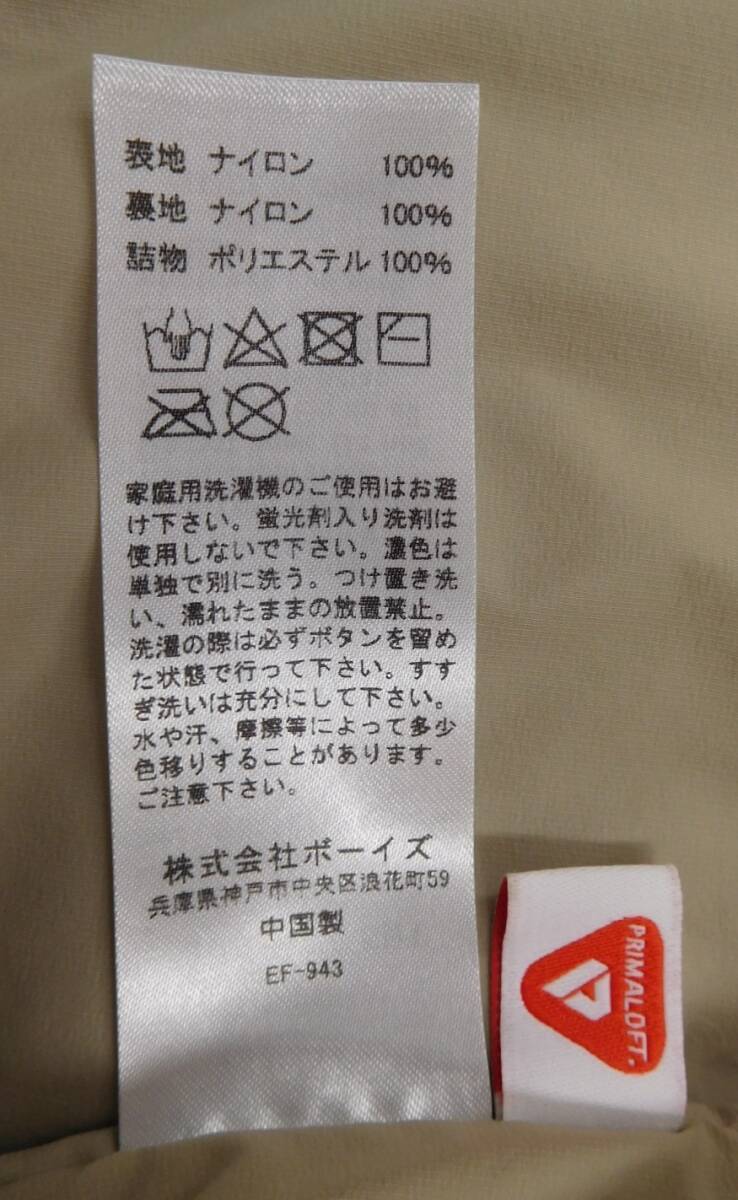 表地 ナイロン 100%
裏地 ナイロン 100%
詰物 ポリエステル 100%
家庭用洗濯機のご使用はお避
け下さい。蛍光剤入り洗剤は
使用しないで下さい。濃色は
単独で別に洗う。つけ置き洗
い、濡れたままの放置禁止。
洗濯の際は必ずボタンを留め
た状態で行って下さい。すす
ぎ洗いは充分にして下さい。
水や汗、摩擦等によって多少
色移りすることがあります。
ご注意下さい。
株式会社ボーイズ
兵庫県神戸市中央区浪花町59
中国製
EF-943
PRIMALOFT.